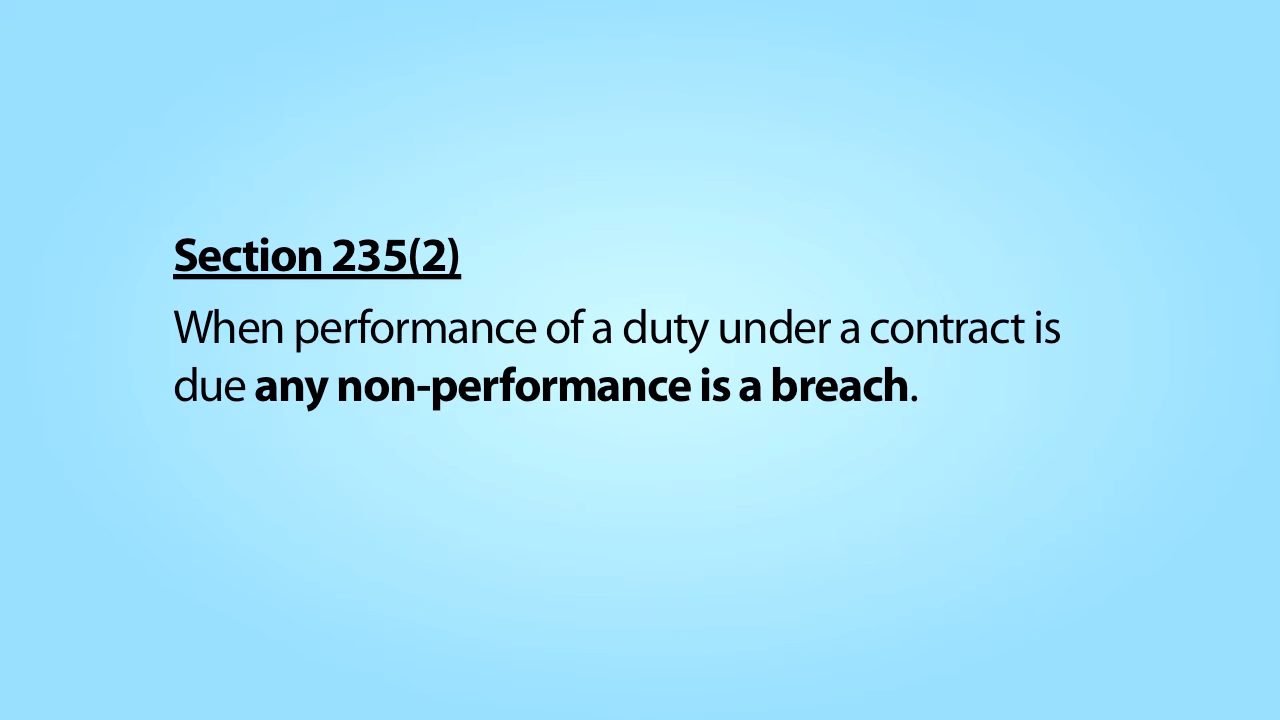 Section 235(2)
When performance of a duty under a contract is
due any non-performance is a breach.